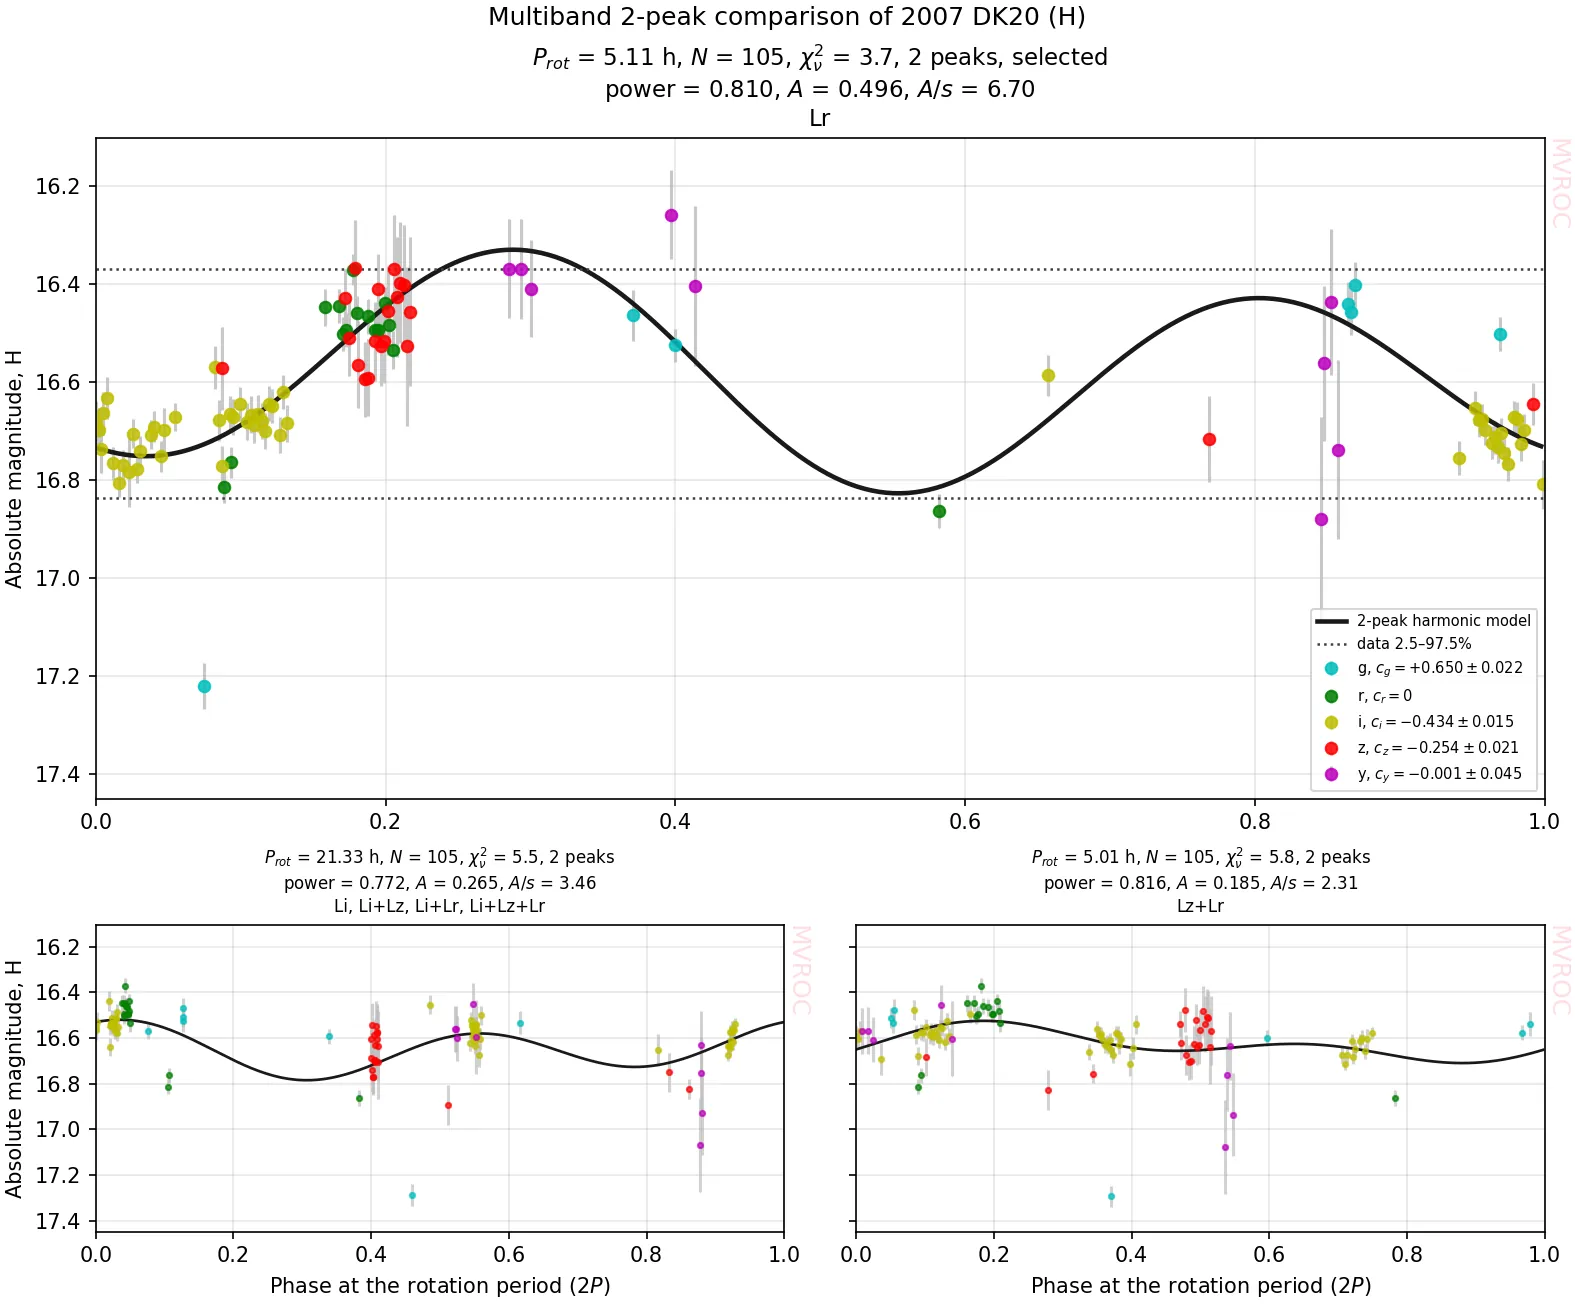 Multiband 2-peak comparison of 2007 DK20 (H)
P_rot = 5.11 h, N = 105, χ²_ν = 3.7, 2 peaks, selected
power = 0.810, A = 0.496, A/s = 6.70
Lr
Absolute magnitude, H
16.2
16.4
16.6
16.8
17.0
17.2
17.4
0.0 0.2 0.4 0.6 0.8 1.0
2-peak harmonic model
data 2.5–97.5%
g, c_g = +0.650 ± 0.022
r, c_r = 0
i, c_i = −0.434 ± 0.015
z, c_z = −0.254 ± 0.021
y, c_y = −0.001 ± 0.045
MVROC
P_rot = 21.33 h, N = 105, χ²_ν = 5.5, 2 peaks
power = 0.772, A = 0.265, A/s = 3.46
Li, Li+Lz, Li+Lr, Li+Lz+Lr
Absolute magnitude, H
16.2
16.4
16.6
16.8
17.0
17.2
17.4
0.0 0.2 0.4 0.6 0.8 1.0
Phase at the rotation period (2P)
MVROC
P_rot = 5.01 h, N = 105, χ²_ν = 5.8, 2 peaks
power = 0.816, A = 0.185, A/s = 2.31
Lz+Lr
0.0 0.2 0.4 0.6 0.8 1.0
Phase at the rotation period (2P)
MVROC